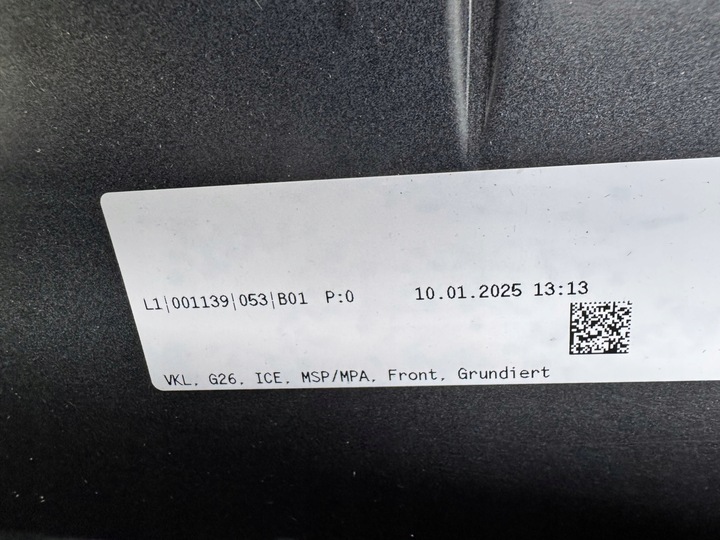 L1|001139|053|B01 P:0 10.01.2025 13:13
VKL, G26, ICE, MSP/MPA, Front, Grundiert